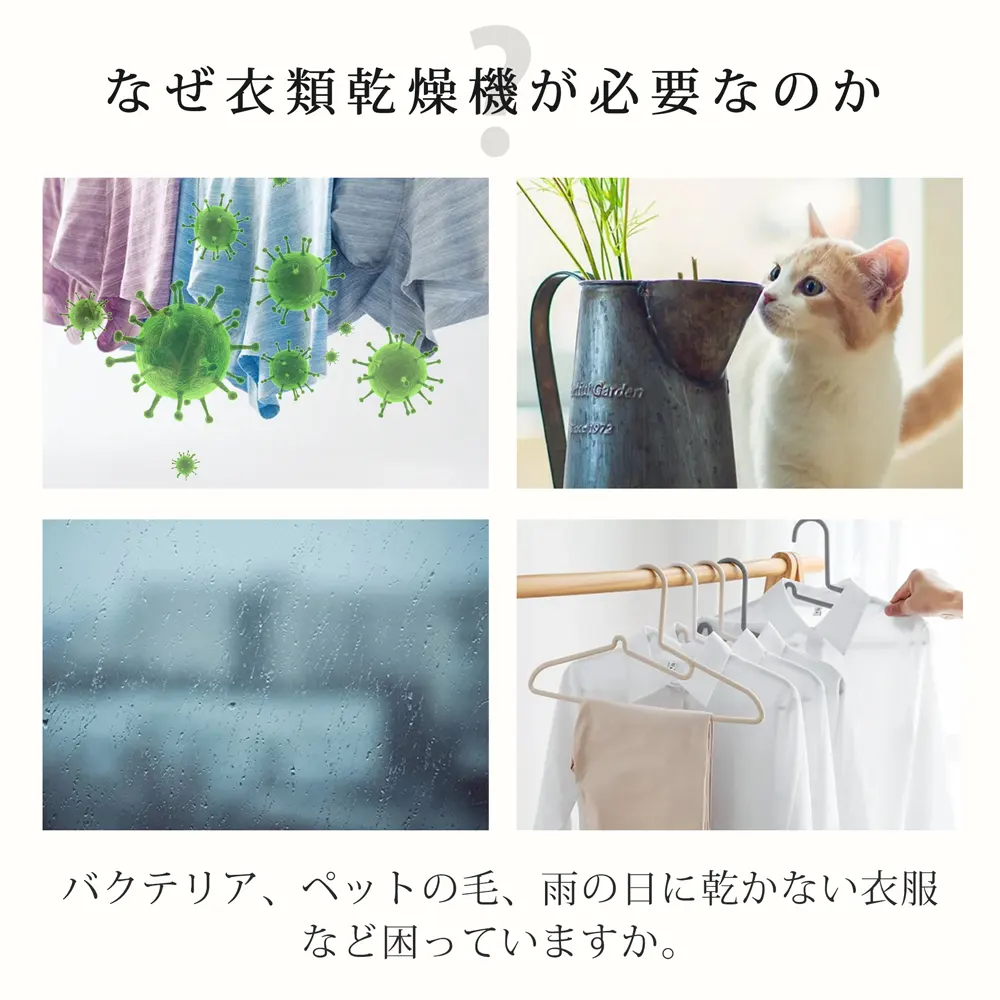 なぜ衣類乾燥機が必要なのか
?
Garden
1972
バクテリア、ペットの毛、雨の日に乾かない衣服
など困っていますか。